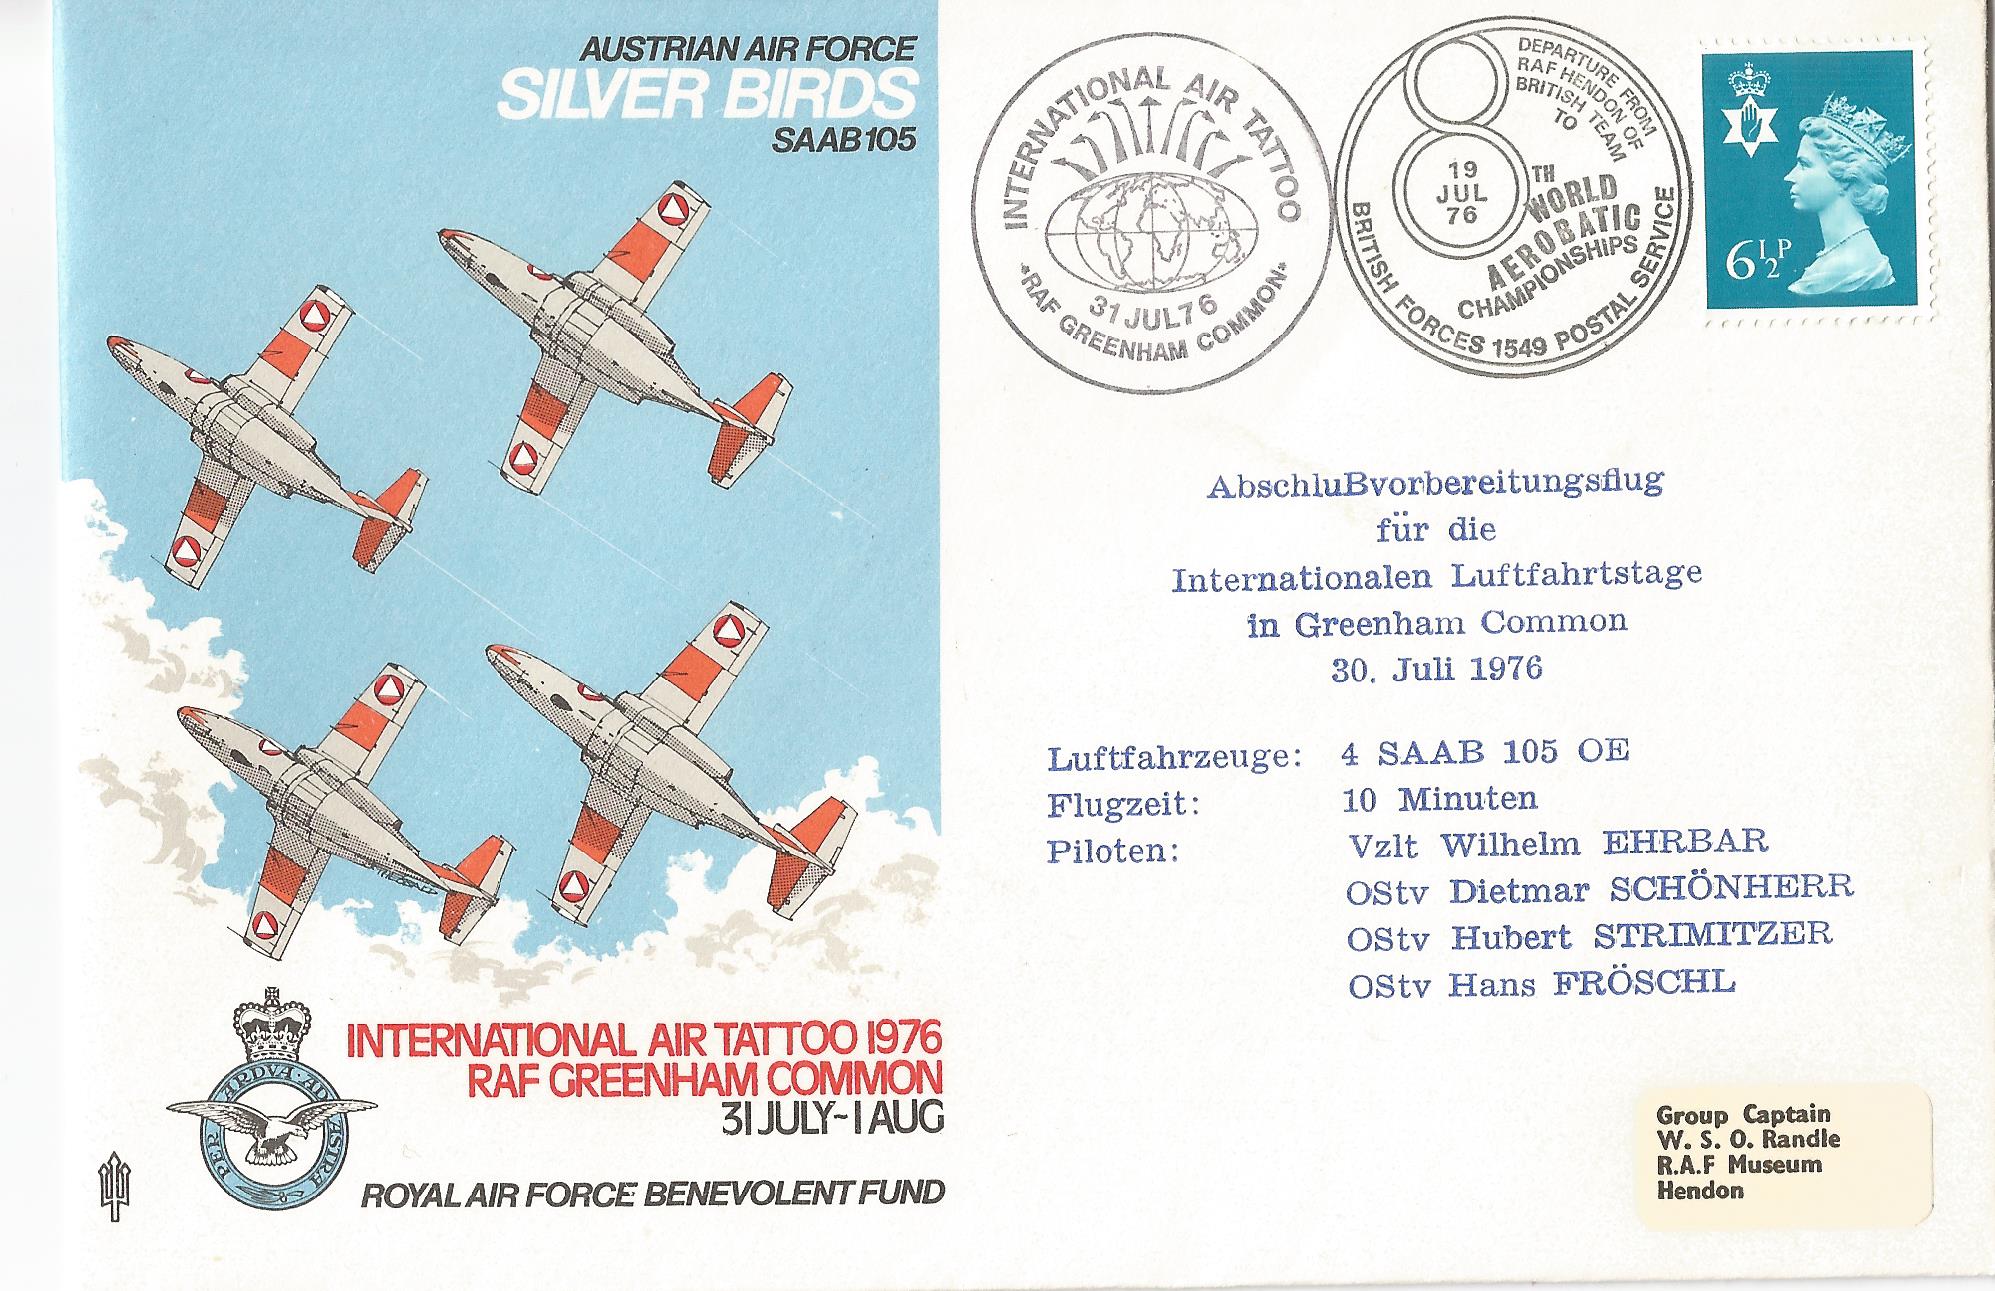 AUSTRIAN AIR FORCE
SILVER BIRDS
SAAB 105
INTERNATIONAL AIR TATTOO
31 JUL 76
*RAF GREENHAM COMMON*
DEPARTURE FROM
RAF HENDON OF
BRITISH TEAM
TO
8TH
WORLD
AEROBATIC
CHAMPIONSHIPS
19
JUL
76
BRITISH FORCES 1549 POSTAL SERVICE
6½P
AbschluBvorbereitungsflug
für die
Internationalen Luftfahrtstage
in Greenham Common
30. Juli 1976
Luftfahrzeuge: 4 SAAB 105 OE
Flugzeit: 10 Minuten
Piloten: Vzlt Wilhelm EHRBAR
OStv Dietmar SCHÖNHERR
OStv Hubert STRIMITZER
OStv Hans FRÖSCHL
INTERNATIONAL AIR TATTOO 1976
RAF GREENHAM COMMON
31 JULY~1 AUG
PER ARDVA AD ASTRA
ROYAL AIR FORCE BENEVOLENT FUND
Group Captain
W. S. O. Randle
R.A.F Museum
Hendon